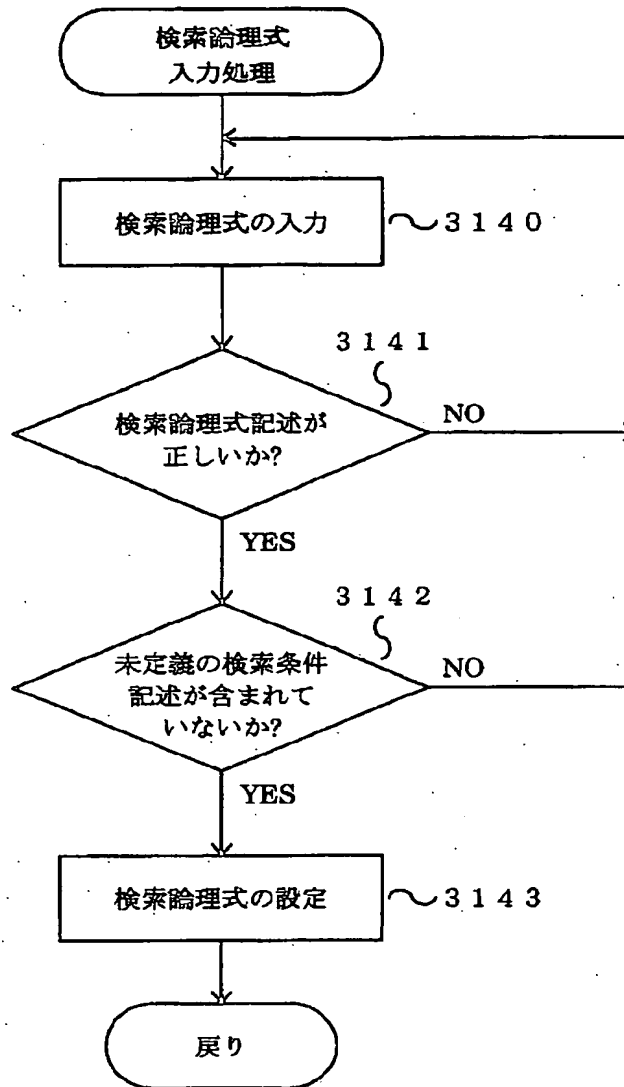 検索論理式
入力処理
検索論理式の入力
3140
3141
検索論理式記述が
正しいか?
NO
YES
3142
未定義の検索条件
記述が含まれて
いないか?
NO
YES
検索論理式の設定
3143
戻り